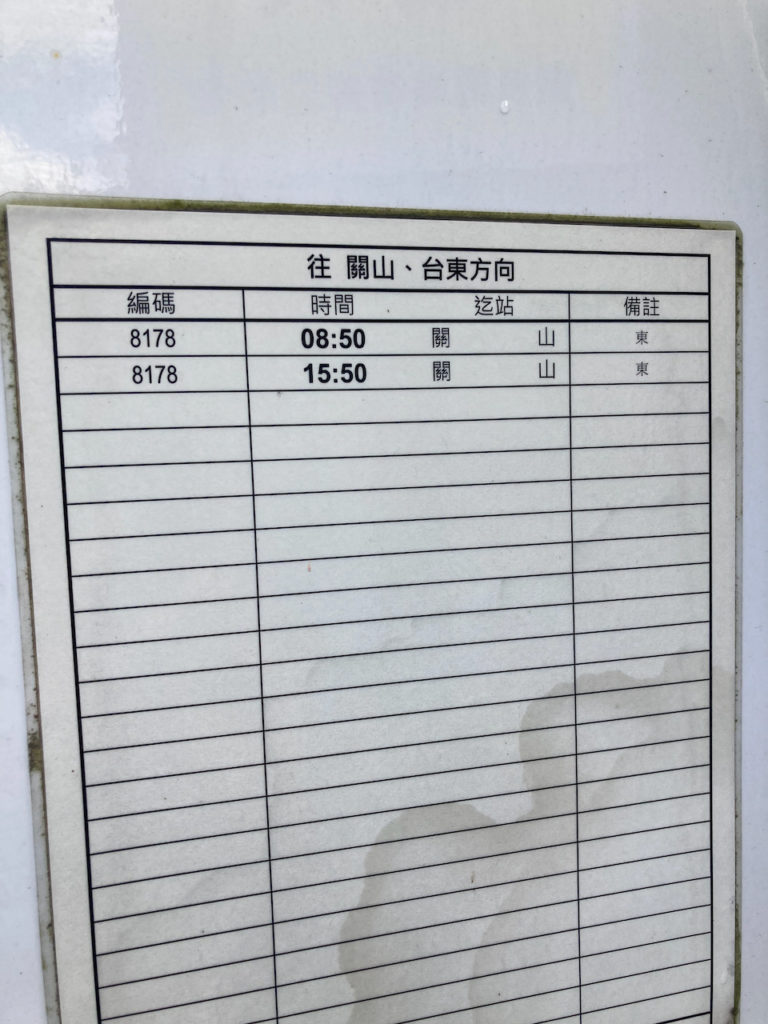 往 關山、台東方向
編碼 時間 迄站 備註
8178 08:50 關 山 東
8178 15:50 關 山 東